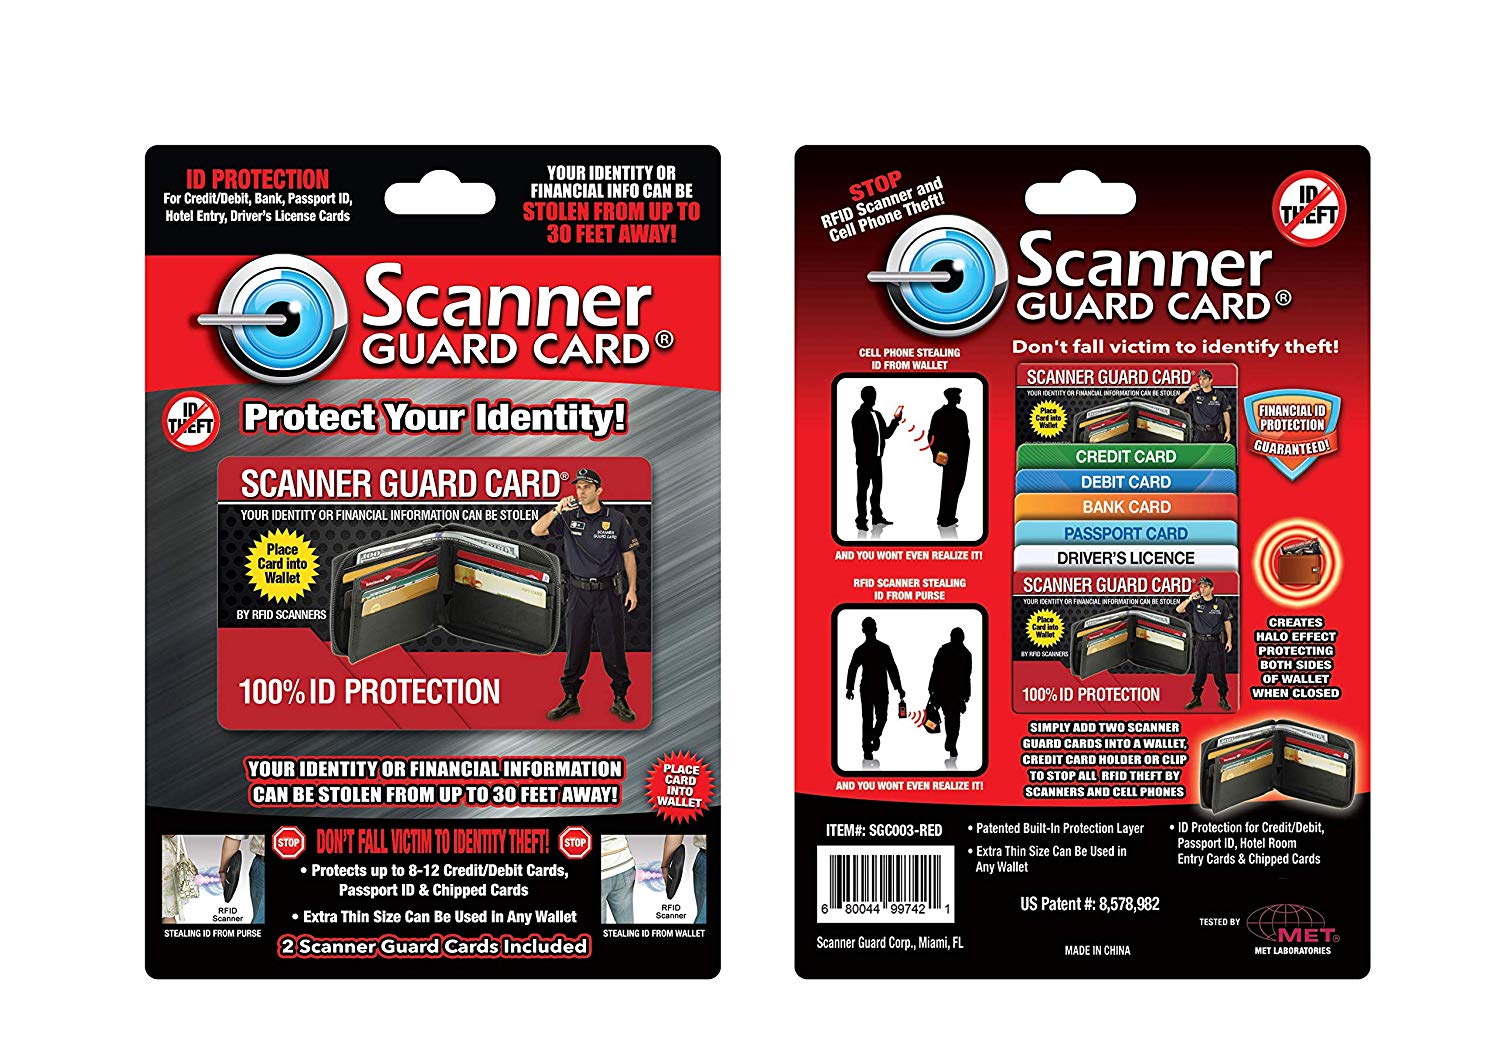 ID PROTECTION
For Credit/Debit, Bank, Passport ID,
Hotel Entry, Driver's License Cards
YOUR IDENTITY OR
FINANCIAL INFO CAN BE
STOLEN FROM UP TO
30 FEET AWAY!
Scanner
GUARD CARD®
ID
THEFT
Protect Your Identity!
SCANNER GUARD CARD®
YOUR IDENTITY OR FINANCIAL INFORMATION CAN BE STOLEN
Place
Card into
Wallet
BY RFID SCANNERS
SCANNER
GUARD CARD
100% ID PROTECTION
YOUR IDENTITY OR FINANCIAL INFORMATION
CAN BE STOLEN FROM UP TO 30 FEET AWAY!
PLACE
CARD
INTO
WALLET
STOP
DON'T FALL VICTIM TO IDENTITY THEFT!
STOP
• Protects up to 8-12 Credit/Debit Cards,
Passport ID & Chipped Cards
• Extra Thin Size Can Be Used in Any Wallet
2 Scanner Guard Cards Included
RFID
Scanner
STEALING ID FROM PURSE
RFID
Scanner
STEALING ID FROM WALLET
STOP
RFID Scanner and
Cell Phone Theft!
ID
THEFT
Scanner
GUARD CARD®
Don't fall victim to identify theft!
CELL PHONE STEALING
ID FROM WALLET
AND YOU WONT EVEN REALIZE IT!
RFID SCANNER STEALING
ID FROM PURSE
AND YOU WONT EVEN REALIZE IT!
SCANNER GUARD CARD®
YOUR IDENTITY OR FINANCIAL INFORMATION CAN BE STOLEN
Place
Card into
Wallet
CREDIT CARD
DEBIT CARD
BANK CARD
PASSPORT CARD
DRIVER'S LICENCE
SCANNER GUARD CARD®
YOUR IDENTITY OR FINANCIAL INFORMATION CAN BE STOLEN
Place
Card into
Wallet
BY RFID SCANNERS
100% ID PROTECTION
FINANCIAL ID
PROTECTION
GUARANTEED!
CREATES
HALO EFFECT
PROTECTING
BOTH SIDES
OF WALLET
WHEN CLOSED
SIMPLY ADD TWO SCANNER
GUARD CARDS INTO A WALLET,
CREDIT CARD HOLDER OR CLIP
TO STOP ALL RFID THEFT BY
SCANNERS AND CELL PHONES
ITEM#: SGC003-RED
6 80044 99742 1
Scanner Guard Corp., Miami, FL
• Patented Built-In Protection Layer
• Extra Thin Size Can Be Used in
Any Wallet
• ID Protection for Credit/Debit,
Passport ID, Hotel Room
Entry Cards & Chipped Cards
US Patent #: 8,578,982
MADE IN CHINA
TESTED BY
MET®
MET LABORATORIES